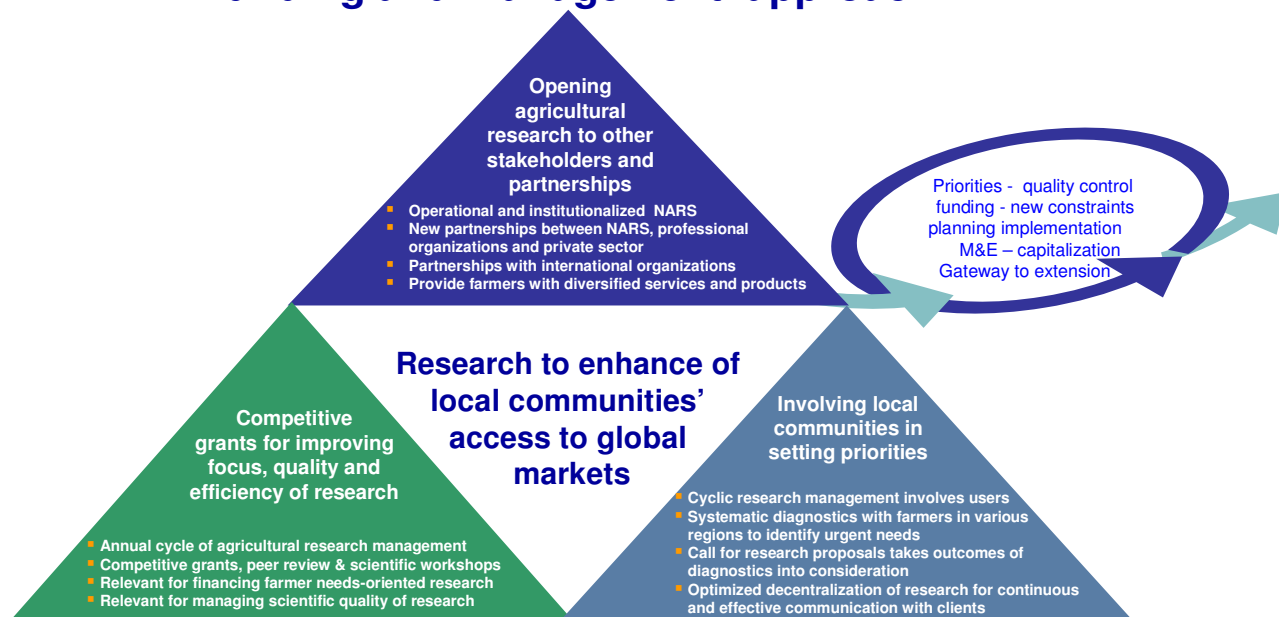 Opening
agricultural
research to other
stakeholders and
partnerships
Operational and institutionalized NARS
New partnerships between NARS, professional
organizations and private sector
Partnerships with international organizations
Provide farmers with diversified services and products
Priorities - quality control
funding - new constraints
planning implementation
M&E – capitalization
Gateway to extension
Research to enhance of
local communities’
access to global
markets
Competitive
grants for improving
focus, quality and
efficiency of research
Annual cycle of agricultural research management
Competitive grants, peer review & scientific workshops
Relevant for financing farmer needs-oriented research
Relevant for managing scientific quality of research
Involving local
communities in
setting priorities
Cyclic research management involves users
Systematic diagnostics with farmers in various
regions to identify urgent needs
Call for research proposals takes outcomes of
diagnostics into consideration
Optimized decentralization of research for continuous
and effective communication with clients